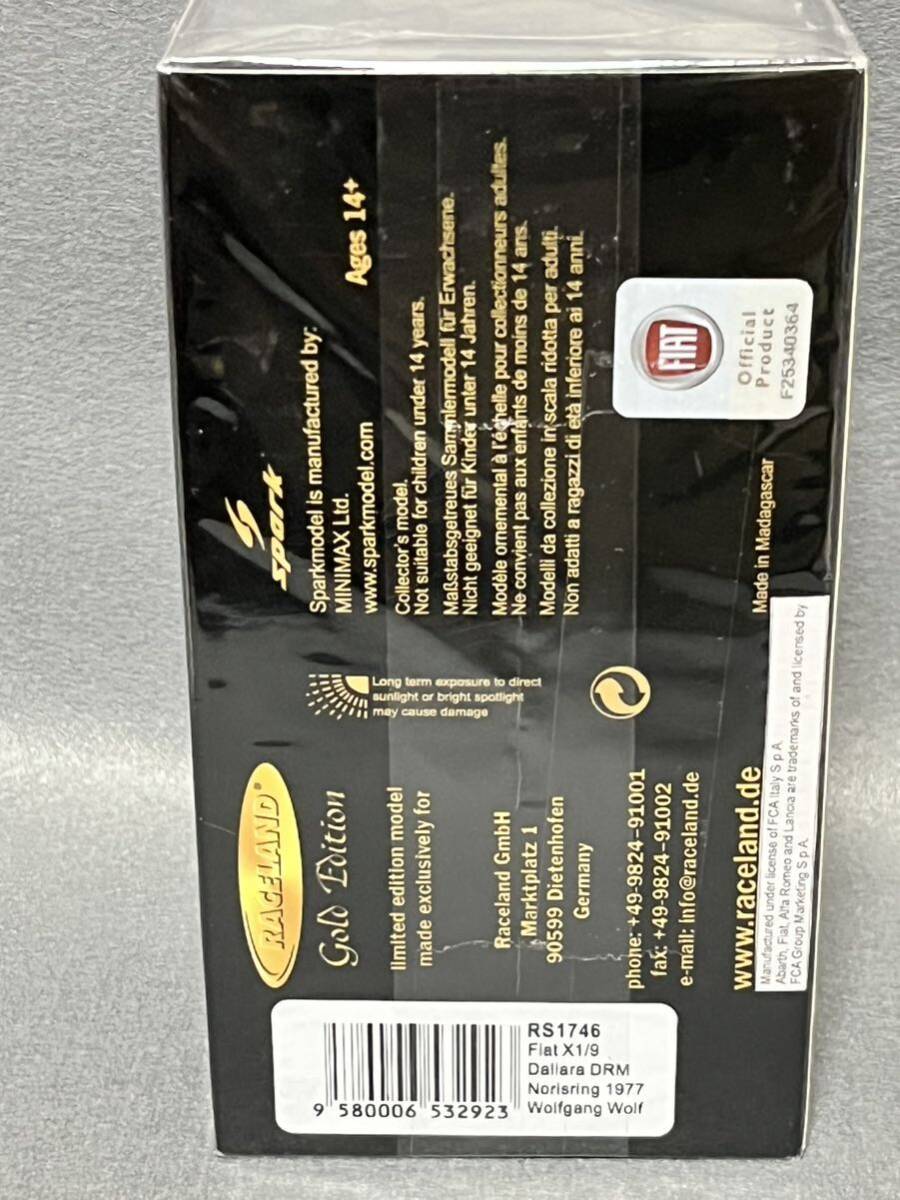 RACELAND®
Gold Edition
limited edition model
made exclusively for
Raceland GmbH
Marktplatz 1
90599 Dietenhofen
Germany
phone: +49-9824-91001
fax: +49-9824-91002
e-mail: info@raceland.de
www.raceland.de
Long term exposure to direct
sunlight or bright spotlight
may cause damage
spark
Sparkmodel is manufactured by:
MINIMAX Ltd.
www.sparkmodel.com
Ages 14+
Collector's model.
Not suitable for children under 14 years.
Maßstabsgetreues Sammlermodell für Erwachsene.
Nicht geeignet für Kinder unter 14 Jahren.
Modèle ornemental à l'échelle pour collectionneurs adultes.
Ne convient pas aux enfants de moins de 14 ans.
Modelli da collezione in scala ridotta per adulti.
Non adatti a ragazzi di età inferiore ai 14 anni.
Made in Madagascar
FIAT
Official
Product
F25340364
Manufactured under license of FCA Italy S p A
Abarth, Fiat, Alfa Romeo and Lancia are trademarks of and licensed by
FCA Group Marketing S p A
RS1746
Fiat X1/9
Dallara DRM
Norisring 1977
Wolfgang Wolf
9 580006 532923